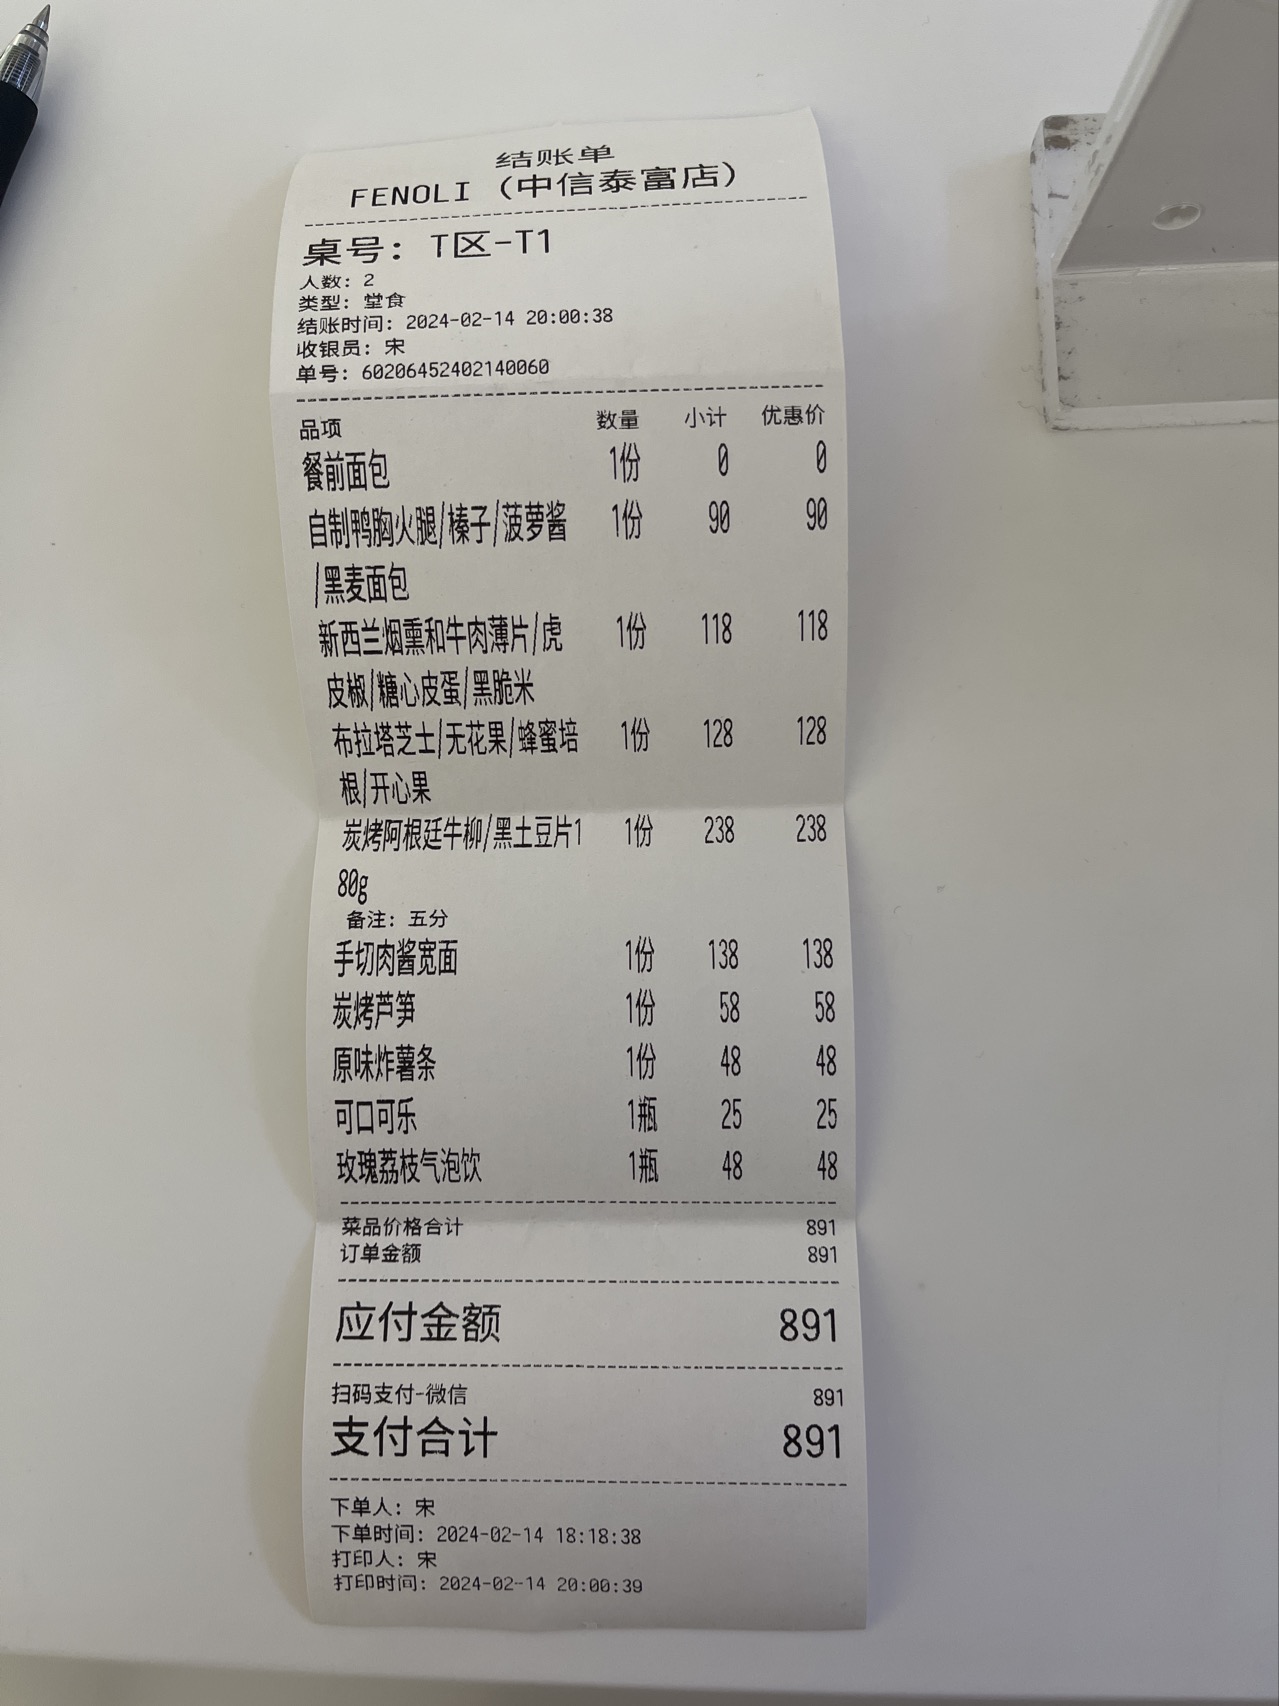 结账单
FENOLI（中信泰富店）
桌号：T区-T1
人数：2
类型：堂食
结账时间：2024-02-14 20:00:38
收银员：宋
单号：602064524021400​60
品项 数量 小计 优惠价
餐前面包 1份 0 0
自制鸭胸火腿/榛子/菠萝酱 1份 90 90
/黑麦面包
新西兰烟熏和牛肉薄片/虎 1份 118 118
皮椒/糖心皮蛋/黑脆米
布拉塔芝士/无花果/蜂蜜培 1份 128 128
根/开心果
炭烤阿根廷牛柳/黑土豆片1 1份 238 238
80g
备注：五分
手切肉酱宽面 1份 138 138
炭烤芦笋 1份 58 58
原味炸薯条 1份 48 48
可口可乐 1瓶 25 25
玫瑰荔枝气泡饮 1瓶 48 48
菜品价格合计 891
订单金额 891
应付金额 891
扫码支付-微信 891
支付合计 891
下单人：宋
下单时间：2024-02-14 18:18:38
打印人：宋
打印时间：2024-02-14 20:00:39